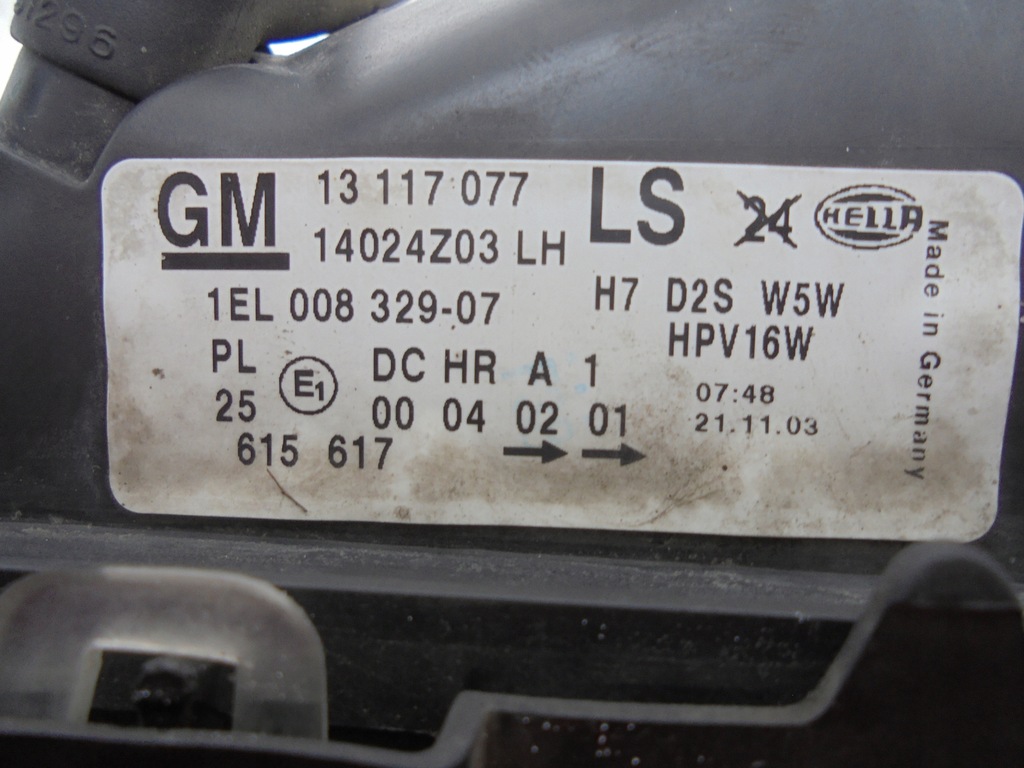 296
GM 13 117 077 LS 24 HELLA
14024Z03 LH
1EL 008 329-07 H7 D2S W5W
HPV16W
PL E1 DC HR A 1
25 00 04 02 01
615 617
07:48
21.11.03
Made in Germany